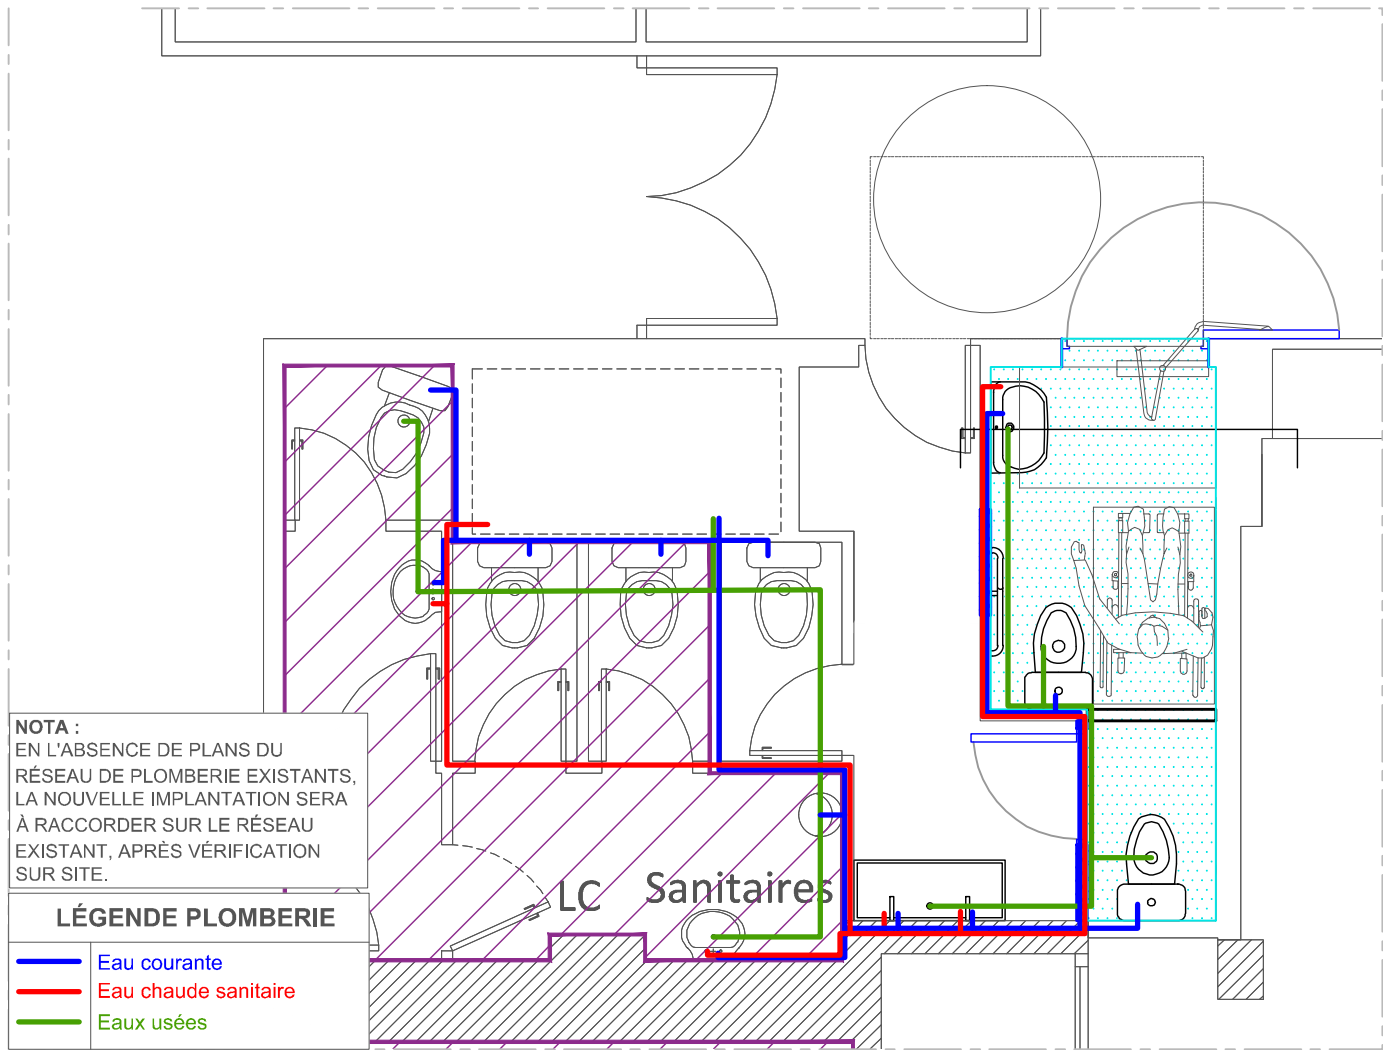 LC
Sanitaires
NOTA :
EN L'ABSENCE DE PLANS DU
RÉSEAU DE PLOMBERIE EXISTANTS,
LA NOUVELLE IMPLANTATION SERA
À RACCORDER SUR LE RÉSEAU
EXISTANT, APRÈS VÉRIFICATION
SUR SITE.
LÉGENDE PLOMBERIE
Eau courante
Eau chaude sanitaire
Eaux usées